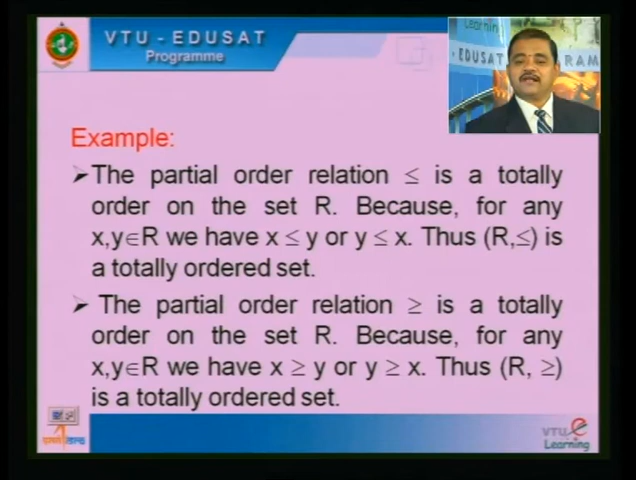 VTU - EDUSAT
Programme
Learning
EDUSAT
RAM
Example:
➢The partial order relation ≤ is a totally
order on the set R. Because, for any
x,y∈R we have x ≤ y or y ≤ x. Thus (R,≤) is
a totally ordered set.
➢ The partial order relation ≥ is a totally
order on the set R. Because, for any
x,y∈R we have x ≥ y or y ≥ x. Thus (R, ≥)
is a totally ordered set.
VTU e
Learning